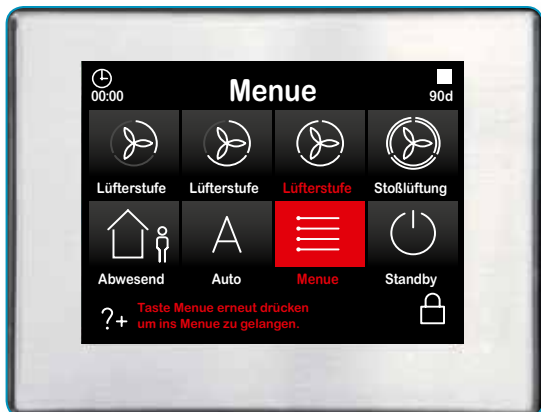 00:00
Menue
90d
Lüfterstufe
Lüfterstufe
Lüfterstufe
Stoßlüftung
A
Abwesend
Auto
Menue
Standby
?+
Taste Menue erneut drücken
um ins Menue zu gelangen.